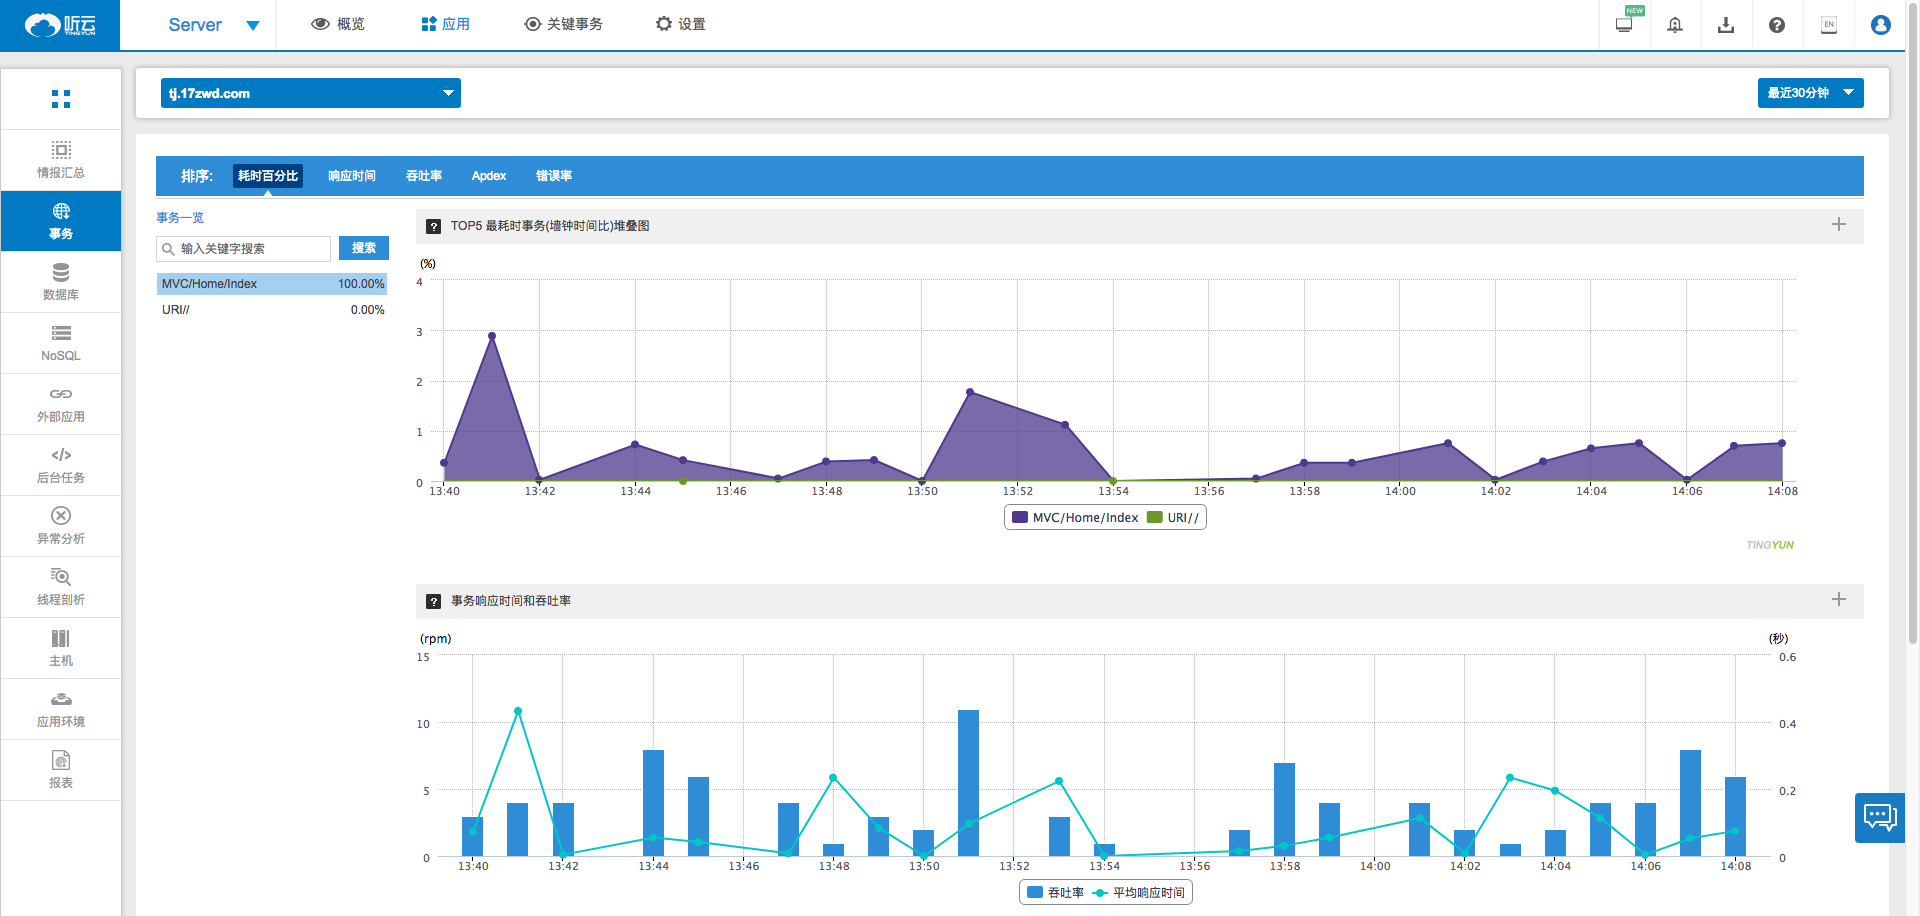 听云 TINGYUN
Server
概览
应用
关键事务
设置
NEW
EN
tj.17zwd.com
最近30分钟
情报汇总
事务
数据库
NoSQL
外部应用
后台任务
异常分析
线程剖析
主机
应用环境
报表
排序: 耗时百分比 响应时间 吞吐率 Apdex 错误率
事务一览
输入关键字搜索 搜索
MVC/Home/Index 100.00%
URI// 0.00%
? TOP5 最耗时事务(墙钟时间比)堆叠图
(%)
4
3
2
1
0
13:40 13:42 13:44 13:46 13:48 13:50 13:52 13:54 13:56 13:58 14:00 14:02 14:04 14:06 14:08
MVC/Home/Index URI//
TINGYUN
? 事务响应时间和吞吐率
(rpm) (秒)
15 0.6
10 0.4
5 0.2
0 0
13:40 13:42 13:44 13:46 13:48 13:50 13:52 13:54 13:56 13:58 14:00 14:02 14:04 14:06 14:08
吞吐率 平均响应时间